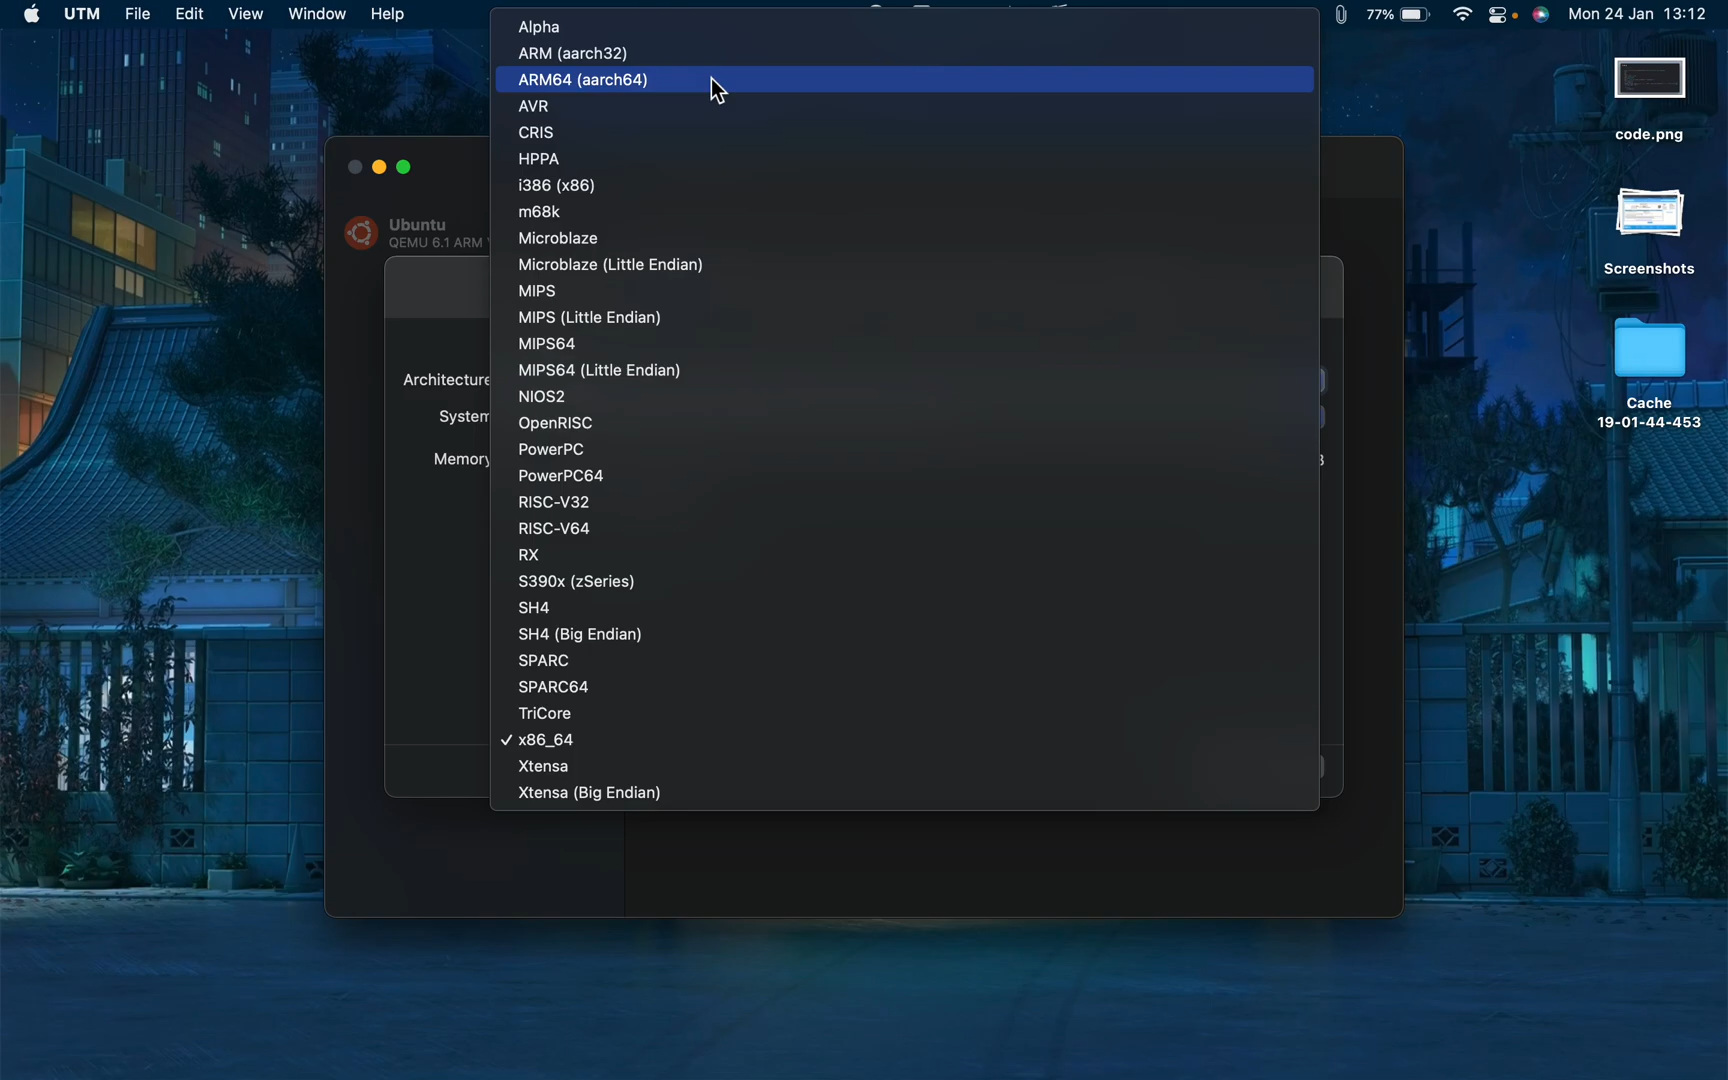 UTM File Edit View Window Help
77% Mon 24 Jan 13:12
Alpha
ARM (aarch32)
ARM64 (aarch64)
AVR
CRIS
HPPA
i386 (x86)
m68k
Microblaze
Microblaze (Little Endian)
MIPS
MIPS (Little Endian)
MIPS64
MIPS64 (Little Endian)
NIOS2
OpenRISC
PowerPC
PowerPC64
RISC-V32
RISC-V64
RX
S390x (zSeries)
SH4
SH4 (Big Endian)
SPARC
SPARC64
TriCore
✓ x86_64
Xtensa
Xtensa (Big Endian)
Ubuntu
QEMU 6.1 ARM
Architecture
System
Memory
code.png
Screenshots
Cache
19-01-44-453